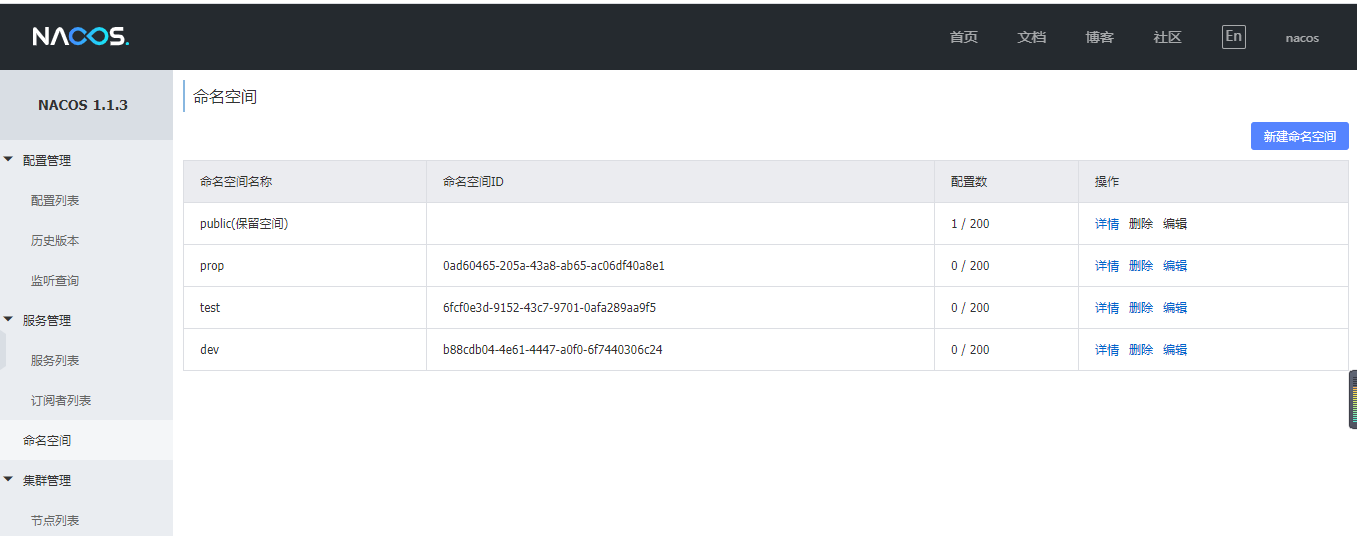 NACOS. 首页 文档 博客 社区 En nacos
NACOS 1.1.3
配置管理
配置列表
历史版本
监听查询
服务管理
服务列表
订阅者列表
命名空间
集群管理
节点列表
命名空间
新建命名空间
命名空间名称 命名空间ID 配置数 操作
public(保留空间) 1 / 200 详情 删除 编辑
prop 0ad60465-205a-43a8-ab65-ac06df40a8e1 0 / 200 详情 删除 编辑
test 6fcf0e3d-9152-43c7-9701-0afa289aa9f5 0 / 200 详情 删除 编辑
dev b88cdb04-4e61-4447-a0f0-6f7440306c24 0 / 200 详情 删除 编辑